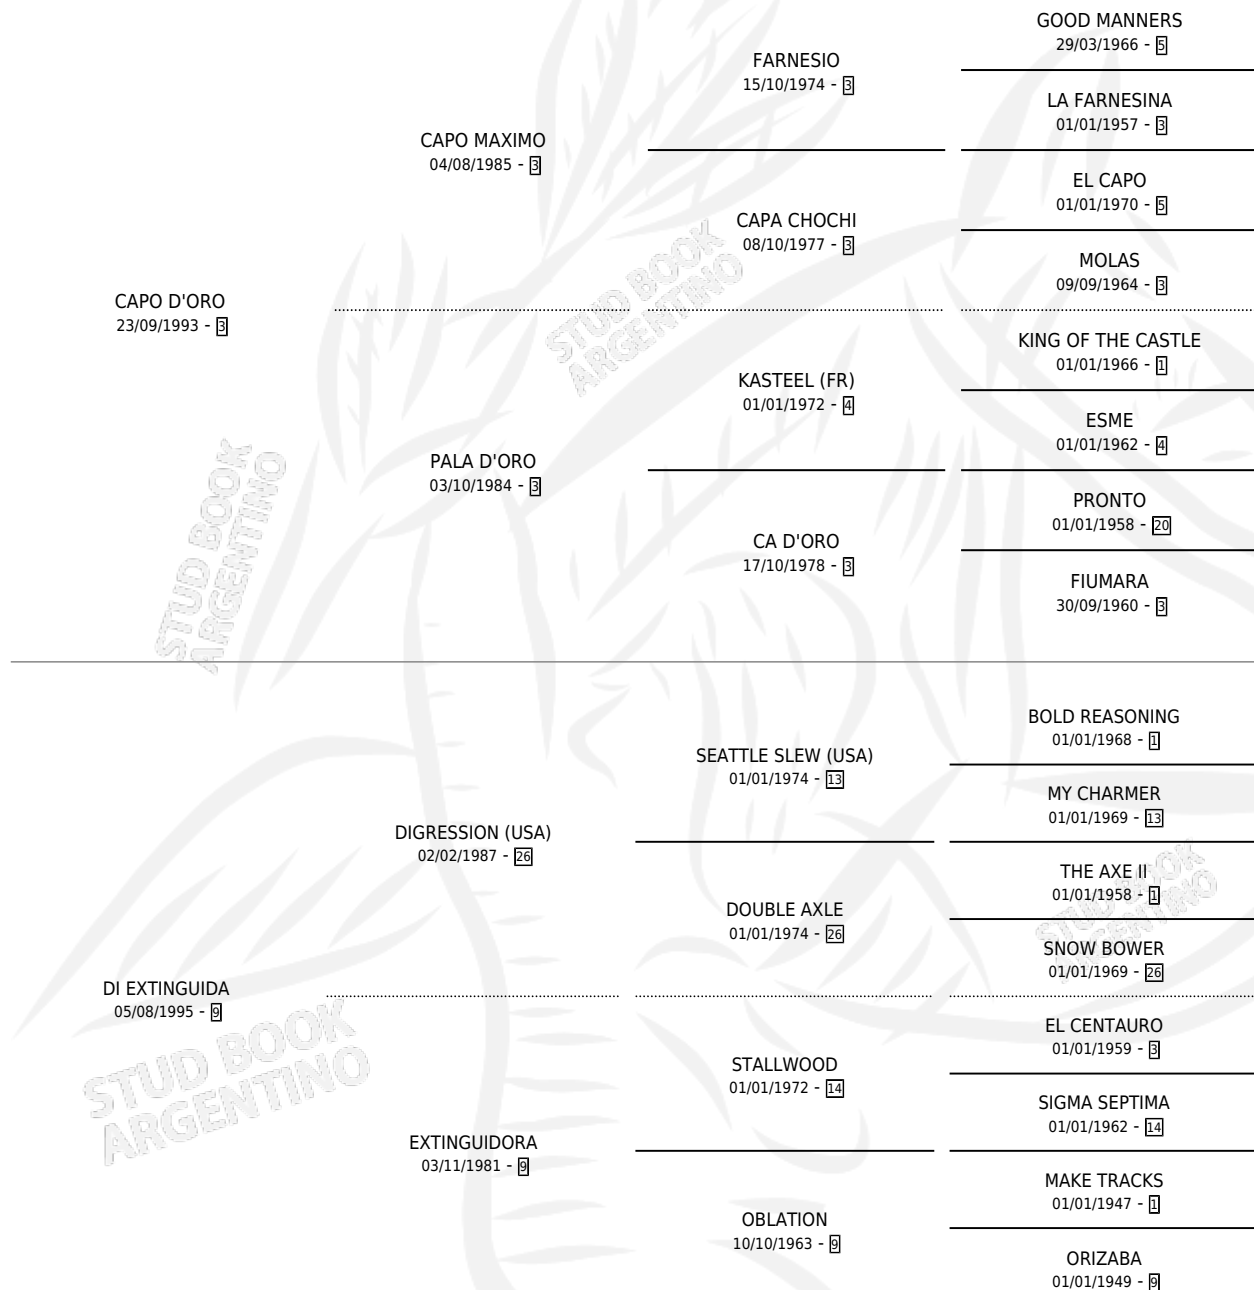 GOOD MANNERS
29/03/1966 - 5
FARNESIO
15/10/1974 - 3
LA FARNESINA
01/01/1957 - 3
CAPO MAXIMO
04/08/1985 - 3
EL CAPO
01/01/1970 - 5
CAPA CHOCHI
08/10/1977 - 3
MOLAS
09/09/1964 - 3
CAPO D'ORO
23/09/1993 - 3
KING OF THE CASTLE
01/01/1966 - 1
KASTEEL (FR)
01/01/1972 - 4
ESME
01/01/1962 - 4
PALA D'ORO
03/10/1984 - 3
PRONTO
01/01/1958 - 20
CA D'ORO
17/10/1978 - 3
FIUMARA
30/09/1960 - 3
BOLD REASONING
01/01/1968 - 1
SEATTLE SLEW (USA)
01/01/1974 - 13
MY CHARMER
01/01/1969 - 13
DIGRESSION (USA)
02/02/1987 - 26
THE AXE II
01/01/1958 - 1
DOUBLE AXLE
01/01/1974 - 26
SNOW BOWER
01/01/1969 - 26
DI EXTINGUIDA
05/08/1995 - 9
EL CENTAURO
01/01/1959 - 3
STALLWOOD
01/01/1972 - 14
SIGMA SEPTIMA
01/01/1962 - 14
EXTINGUIDORA
03/11/1981 - 9
MAKE TRACKS
01/01/1947 - 1
OBLATION
10/10/1963 - 9
ORIZABA
01/01/1949 - 9
STUD BOOK
ARGENTINO
STUD BOOK
ARGENTINO
STUD BOOK
ARGENTINO
STUD BOOK
ARGENTINO